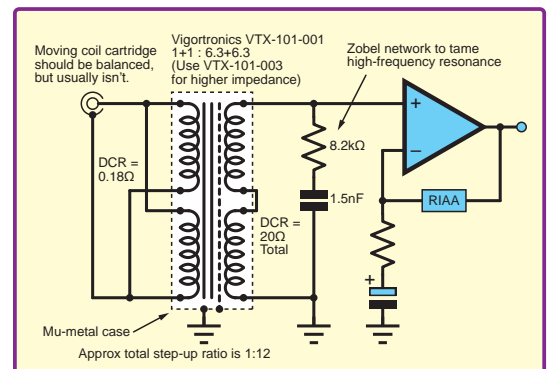 Moving coil cartridge
should be balanced,
but usually isn't.
Vigortronics VTX-101-001
1+1 : 6.3+6.3
(Use VTX-101-003
for higher impedance)
Zobel network to tame
high-frequency resonance
+
–
8.2kΩ
DCR =
0.18Ω
1.5nF
RIAA
DCR =
20Ω
Total
+
Mu-metal case
Approx total step-up ratio is 1:12